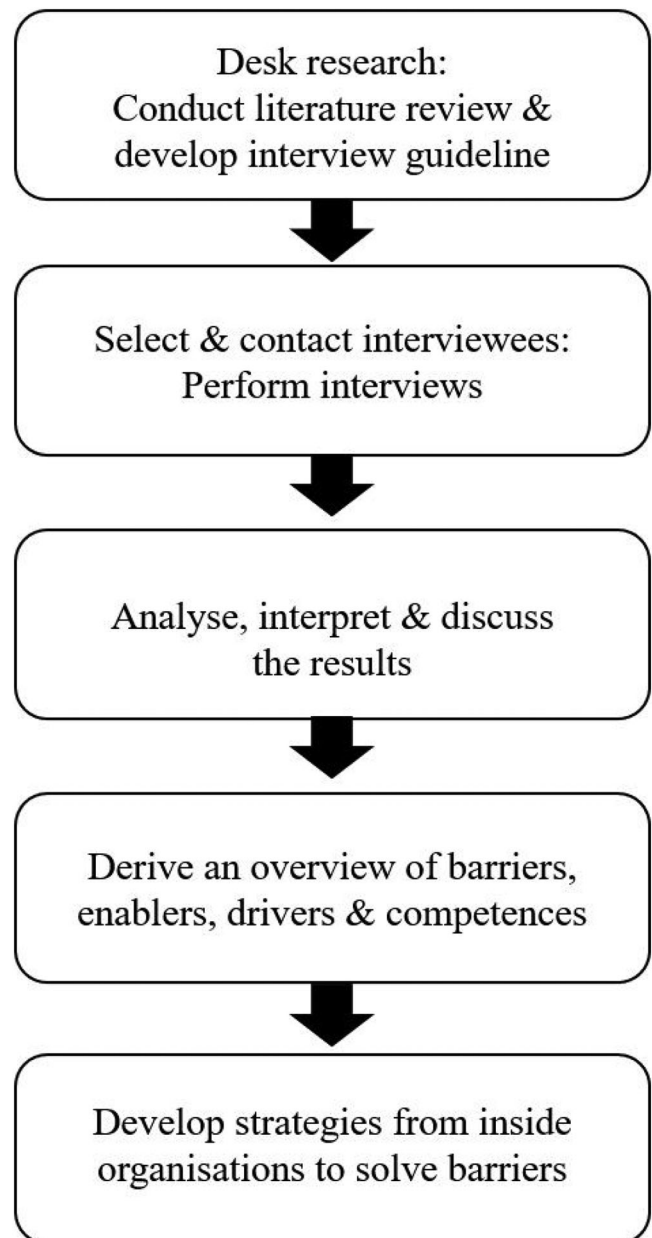 Desk research:
Conduct literature review &
develop interview guideline
Select & contact interviewees:
Perform interviews
Analyse, interpret & discuss
the results
Derive an overview of barriers,
enablers, drivers & competences
Develop strategies from inside
organisations to solve barriers